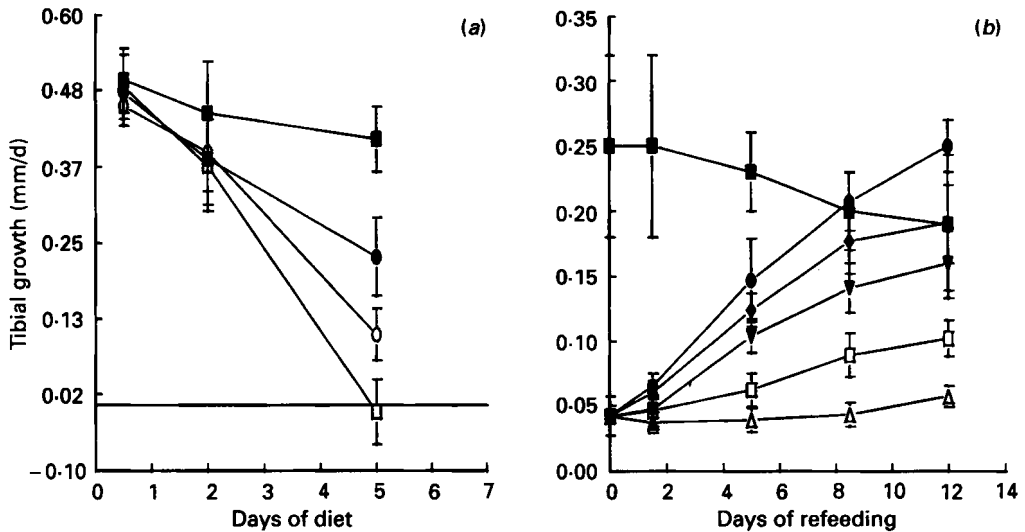 (a)
Tibial growth (mm/d)
0·60
0·48
0·37
0·25
0·13
0·02
−0·10
0 1 2 3 4 5 6 7
Days of diet
(b)
0·35
0·30
0·25
0·20
0·15
0·10
0·05
0·00
0 2 4 6 8 10 12 14
Days of refeeding